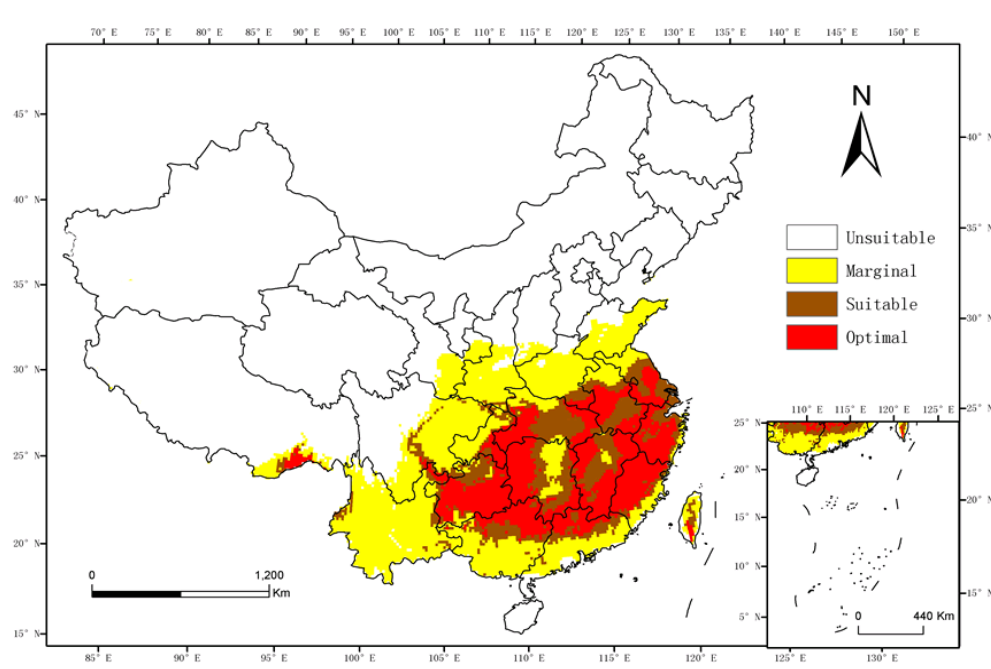 70° E 75° E 80° E 85° E 90° E 95° E 100° E 105° E 110° E 115° E 120° E 125° E 130° E 135° E 140° E 145° E 150° E
N
45° N
40° N
40° N
35° N
35° N
30° N
30° N
25° N
25° N
20° N
20° N
15° N
15° N
Unsuitable
Marginal
Suitable
Optimal
110° E 115° E 120° E 125° E
25° N
20° N
15° N
10° N
5° N
0 440 Km
0 1,200
Km
85° E 90° E 95° E 100° E 105° E 110° E 115° E 120° E 125° E 130° E